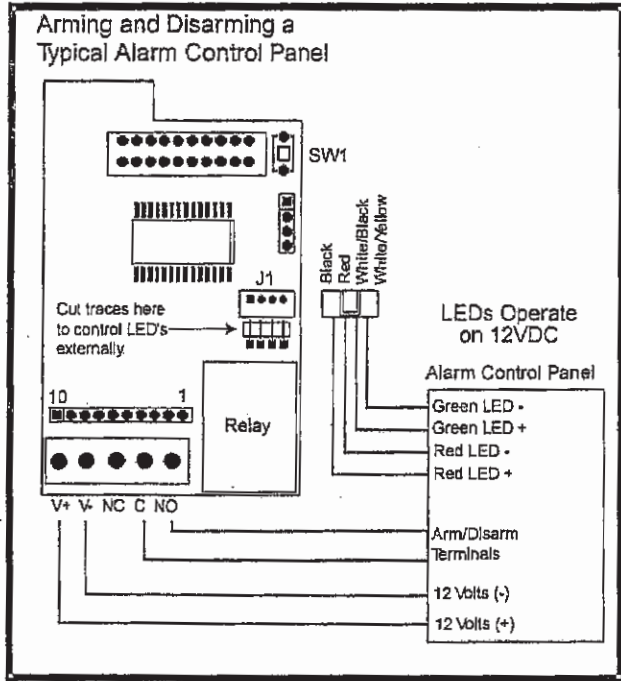 Arming and Disarming a
Typical Alarm Control Panel
SW1
J1
Cut traces here
to control LED's
externally.
10
1
Relay
V+ V- NC C NO
Black
Red
White/Black
White/Yellow
LEDs Operate
on 12VDC
Alarm Control Panel
Green LED -
Green LED +
Red LED -
Red LED +
Arm/Disarm
Terminals
12 Volts (-)
12 Volts (+)